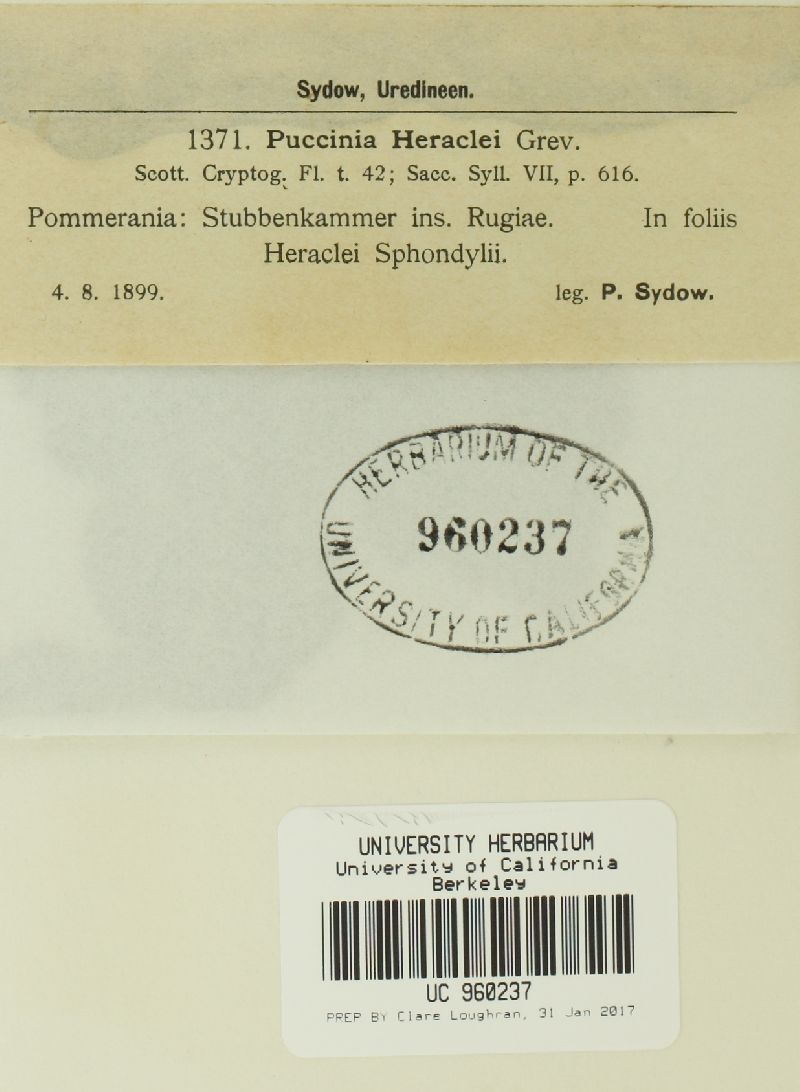 Sydow, Uredineen.
1371. Puccinia Heraclei Grev.
Scott. Cryptog. Fl. t. 42; Sacc. Syll. VII, p. 616.
Pommerania: Stubbenkammer ins. Rugiae. In foliis
Heraclei Sphondylii.
4. 8. 1899. leg. P. Sydow.
HERBARIUM OF THE
960237
UNIVERSITY OF CALIFORNIA
UNIVERSITY HERBARIUM
University of California
Berkeley
UC 960237
PREP BY Clare Loughran, 31 Jan 2017